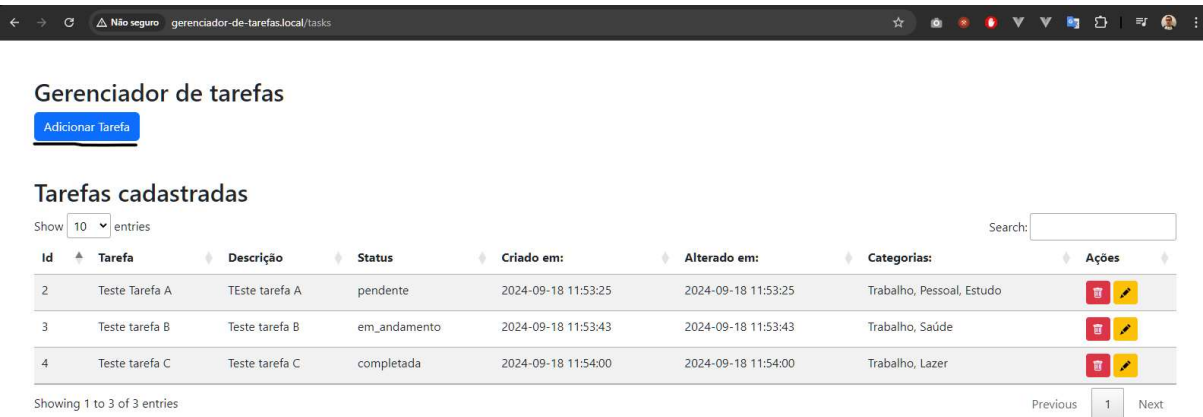 Não seguro gerenciador-de-tarefas.local/tasks
Gerenciador de tarefas
Adicionar Tarefa
Tarefas cadastradas
Show 10 entries Search:
Id Tarefa Descrição Status Criado em: Alterado em: Categorias: Ações
2 Teste Tarefa A TEste tarefa A pendente 2024-09-18 11:53:25 2024-09-18 11:53:25 Trabalho, Pessoal, Estudo
3 Teste tarefa B Teste tarefa B em_andamento 2024-09-18 11:53:43 2024-09-18 11:53:43 Trabalho, Saúde
4 Teste tarefa C Teste tarefa C completada 2024-09-18 11:54:00 2024-09-18 11:54:00 Trabalho, Lazer
Showing 1 to 3 of 3 entries Previous 1 Next